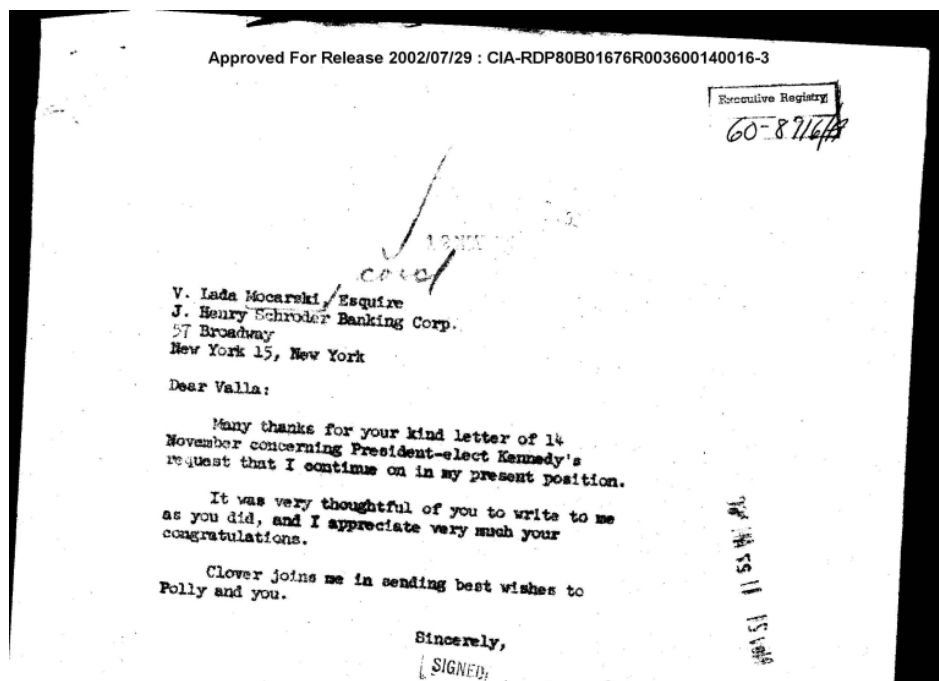 Approved For Release 2002/07/29 : CIA-RDP80B01676R003600140016-3
Executive Registry
60-8716/A
V. Lada Mocarski, Esquire
J. Henry Schroder Banking Corp.
57 Broadway
New York 15, New York
Dear Valla:
Many thanks for your kind letter of 14
November concerning President-elect Kennedy's
request that I continue on in my present position.
It was very thoughtful of you to write to me
as you did, and I appreciate very much your
congratulations.
Clover joins me in sending best wishes to
Polly and you.
Sincerely,
SIGNED